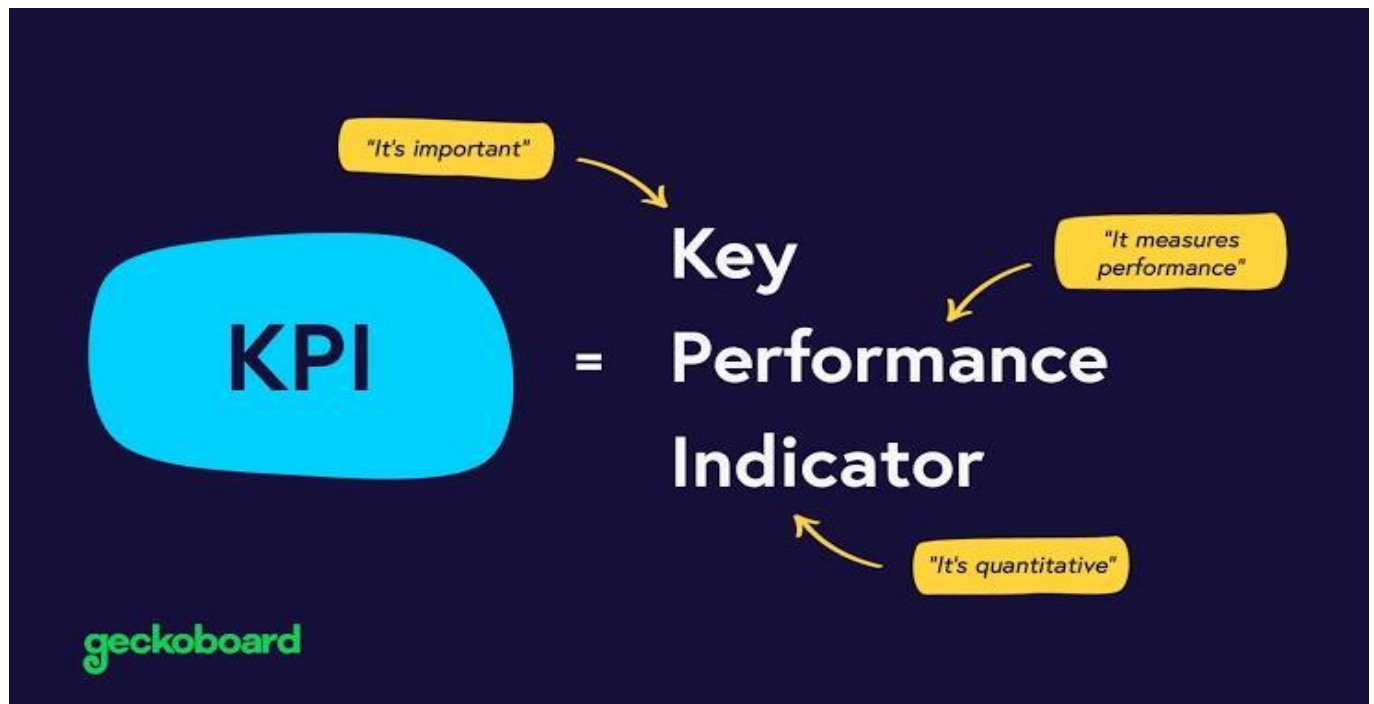 "It's important"
Key
"It measures
performance"
KPI
=
Performance
Indicator
"It's quantitative"
geckoboard